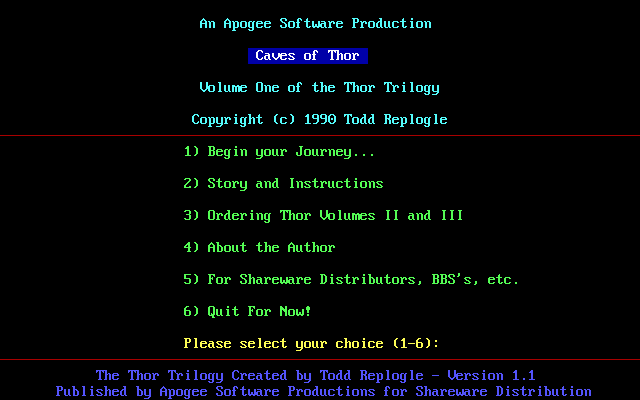 An Apogee Software Production
Caves of Thor
Volume One of the Thor Trilogy
Copyright (c) 1990 Todd Replogle
1) Begin your Journey...
2) Story and Instructions
3) Ordering Thor Volumes II and III
4) About the Author
5) For Shareware Distributors, BBS's, etc.
6) Quit For Now!
Please select your choice (1-6):
The Thor Trilogy Created by Todd Replogle - Version 1.1
Published by Apogee Software Productions for Shareware Distribution